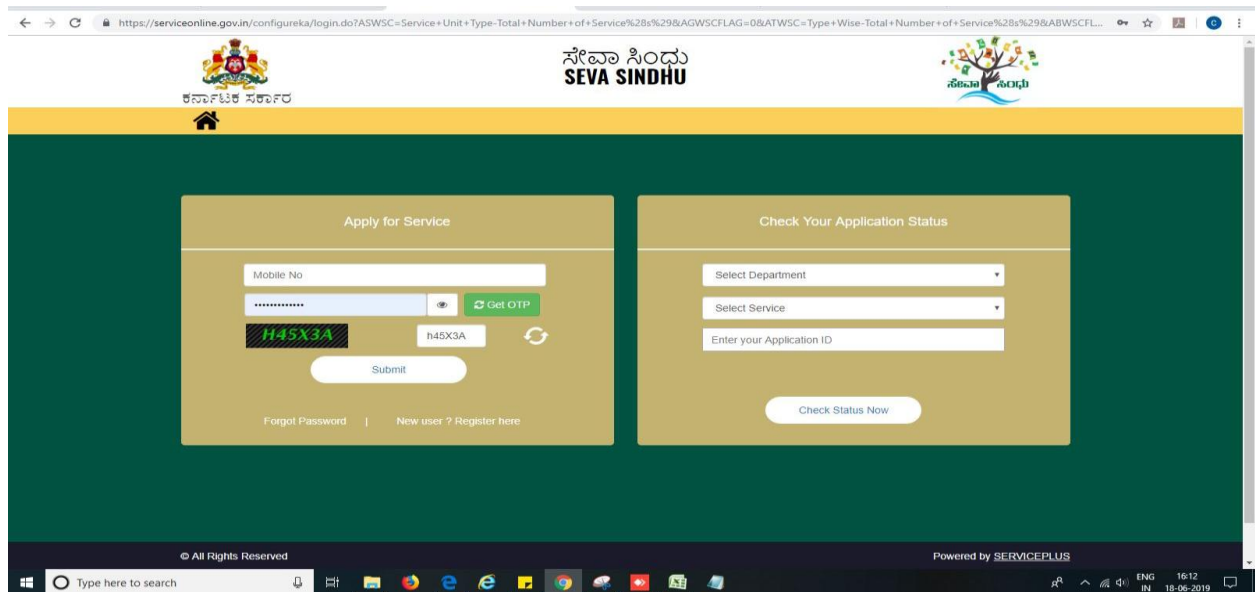 https://serviceonline.gov.in/configureka/login.do?ASWSC=Service+Unit+Type-Total+Number+of+Service%28s%29&AGWSCFLAG=0&ATWSC=Type+Wise-Total+Number+of+Service%28s%29&ABWSCFL...
C
ಕರ್ನಾಟಕ ಸರ್ಕಾರ
ಸೇವಾ ಸಿಂಧು
SEVA SINDHU
ಸೇವಾ ಸಿಂಧು
Apply for Service
Mobile No
•••••••••••••
Get OTP
H45X3A
h45X3A
Submit
Forgot Password | New user ? Register here
Check Your Application Status
Select Department
Select Service
Enter your Application ID
Check Status Now
© All Rights Reserved
Powered by SERVICEPLUS
Type here to search
ENG
IN
16:12
18-06-2019